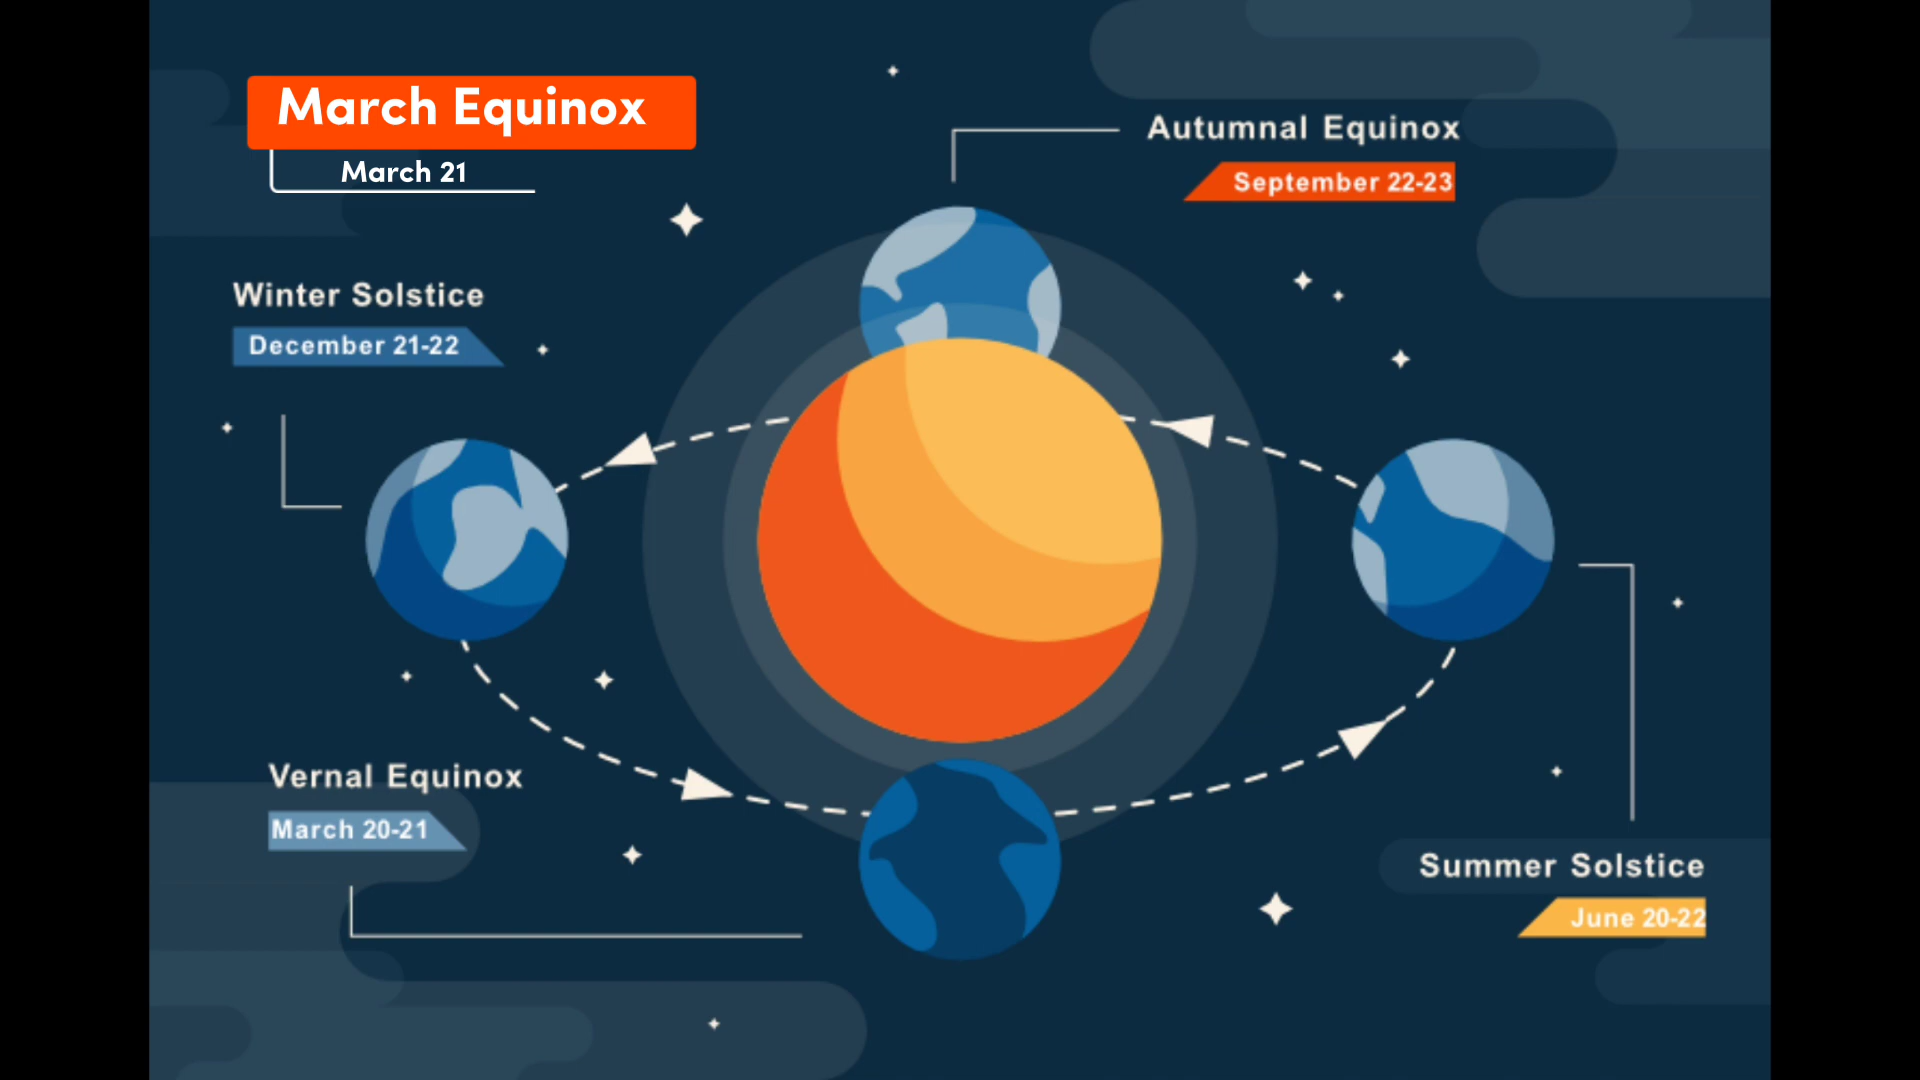 March Equinox
March 21
Autumnal Equinox
September 22-23
Winter Solstice
December 21-22
Vernal Equinox
March 20-21
Summer Solstice
June 20-22